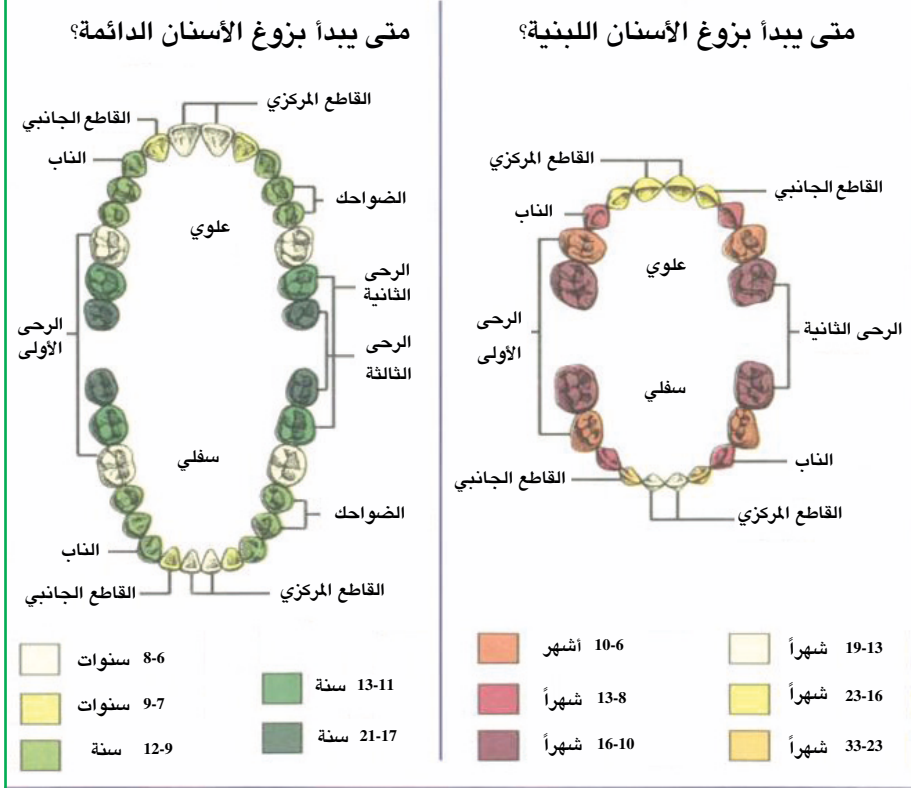 متى يبدأ بزوغ الأسنان اللبنية؟
القاطع المركزي
القاطع الجانبي
الناب
علوي
الرحى
الأولى
الرحى الثانية
سفلي
الناب
القاطع الجانبي
القاطع المركزي
19-13 شهراً
10-6 أشهر
23-16 شهراً
13-8 شهراً
33-23 شهراً
16-10 شهراً
متى يبدأ بزوغ الأسنان الدائمة؟
القاطع المركزي
القاطع الجانبي
الناب
الضواحك
علوي
الرحى
الثانية
الرحى
الأولى
الرحى
الثالثة
سفلي
الضواحك
الناب
القاطع المركزي
القاطع الجانبي
8-6 سنوات
13-11 سنة
9-7 سنوات
21-17 سنة
12-9 سنة